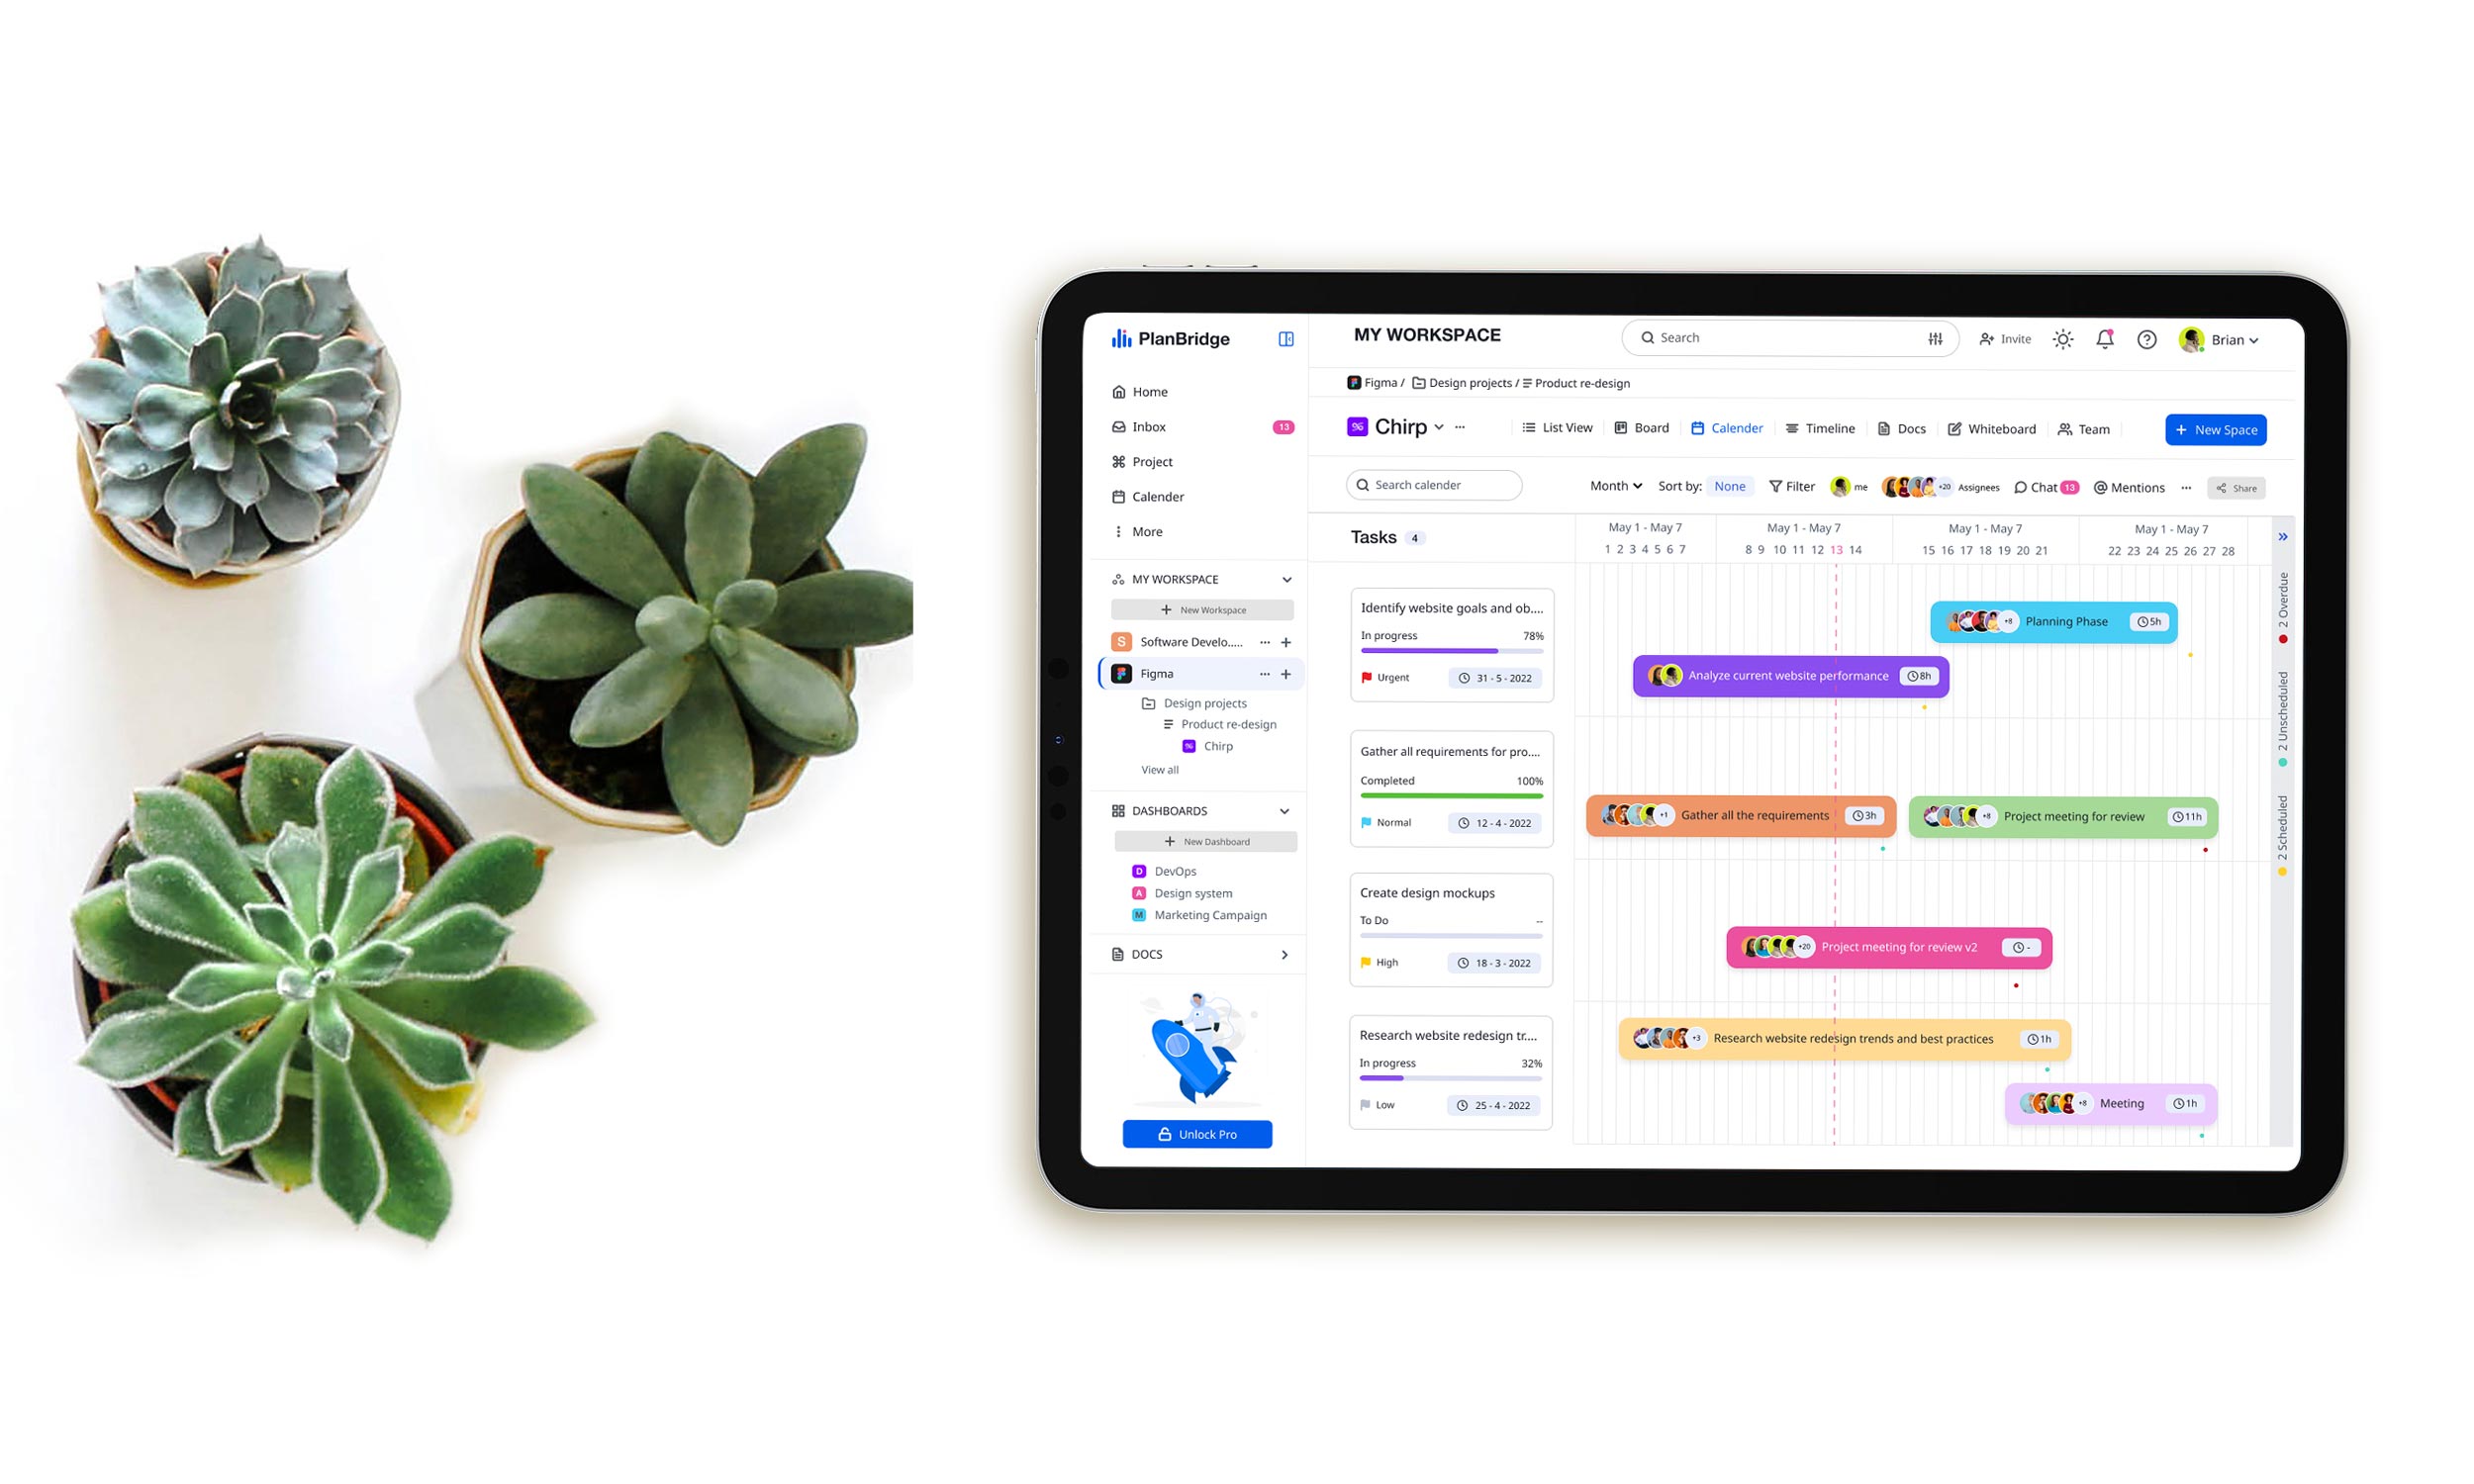 PlanBridge
Home
Inbox 13
Project
Calender
More
MY WORKSPACE
+ New Workspace
S Software Develo.....
Figma
Design projects
Product re-design
Chirp
View all
DASHBOARDS
+ New Dashboard
D DevOps
A Design system
M Marketing Campaign
DOCS
Unlock Pro
MY WORKSPACE
Search
Invite
Brian
Figma / Design projects / Product re-design
Chirp
List View
Board
Calender
Timeline
Docs
Whiteboard
Team
+ New Space
Search calender
Month
Sort by: None
Filter
me
+20 Assignees
Chat 13
@ Mentions
Share
Tasks 4
May 1 - May 7
1 2 3 4 5 6 7
May 1 - May 7
8 9 10 11 12 13 14
May 1 - May 7
15 16 17 18 19 20 21
May 1 - May 7
22 23 24 25 26 27 28
Identify website goals and ob....
In progress 78%
Urgent 31 - 5 - 2022
+8 Planning Phase 5h
Analyze current website performance 8h
Gather all requirements for pro....
Completed 100%
Normal 12 - 4 - 2022
+1 Gather all the requirements 3h
+8 Project meeting for review 11h
Create design mockups
To Do --
High 18 - 3 - 2022
+20 Project meeting for review v2 -
Research website redesign tr....
In progress 32%
Low 25 - 4 - 2022
+3 Research website redesign trends and best practices 1h
+8 Meeting 1h
2 Overdue
2 Unscheduled
2 Scheduled